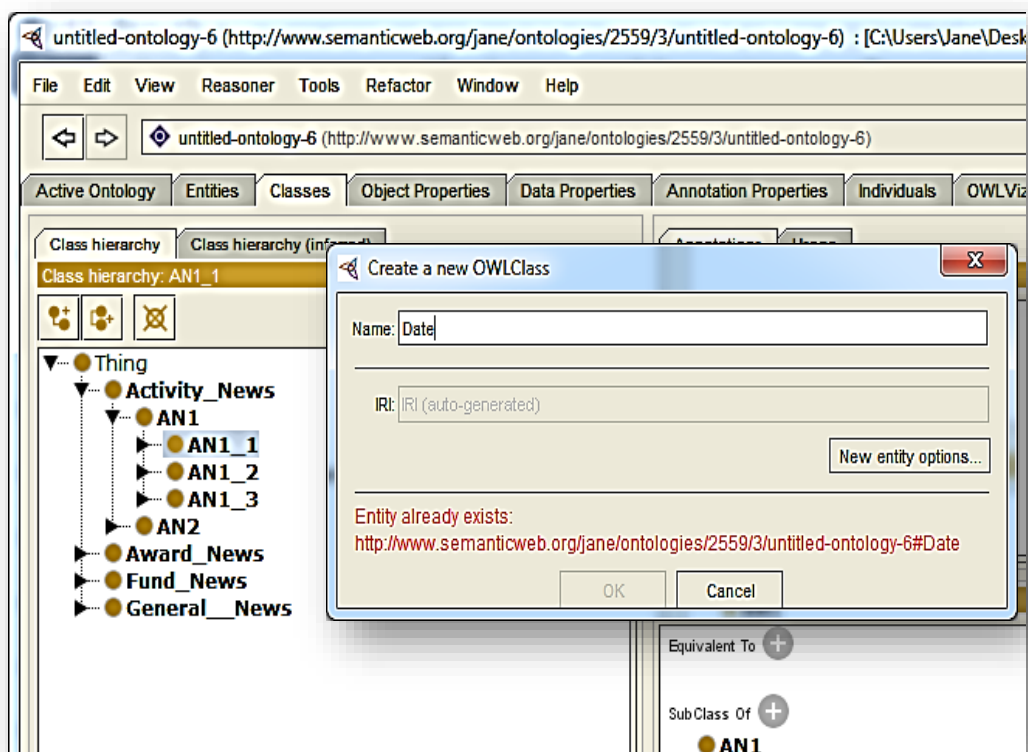 untitled-ontology-6 (http://www.semanticweb.org/jane/ontologies/2559/3/untitled-ontology-6) : [C:\Users\Jane\Desk
File Edit View Reasoner Tools Refactor Window Help
untitled-ontology-6 (http://www.semanticweb.org/jane/ontologies/2559/3/untitled-ontology-6)
Active Ontology Entities Classes Object Properties Data Properties Annotation Properties Individuals OWLViz
Class hierarchy Class hierarchy (inferred) Annotations Usage
Class hierarchy: AN1_1
Create a new OWLClass
Name: Date
IRI: IRI (auto-generated)
New entity options...
Entity already exists:
http://www.semanticweb.org/jane/ontologies/2559/3/untitled-ontology-6#Date
OK Cancel
Thing
Activity_News
AN1
AN1_1
AN1_2
AN1_3
AN2
Award_News
Fund_News
General__News
Equivalent To
SubClass Of
AN1